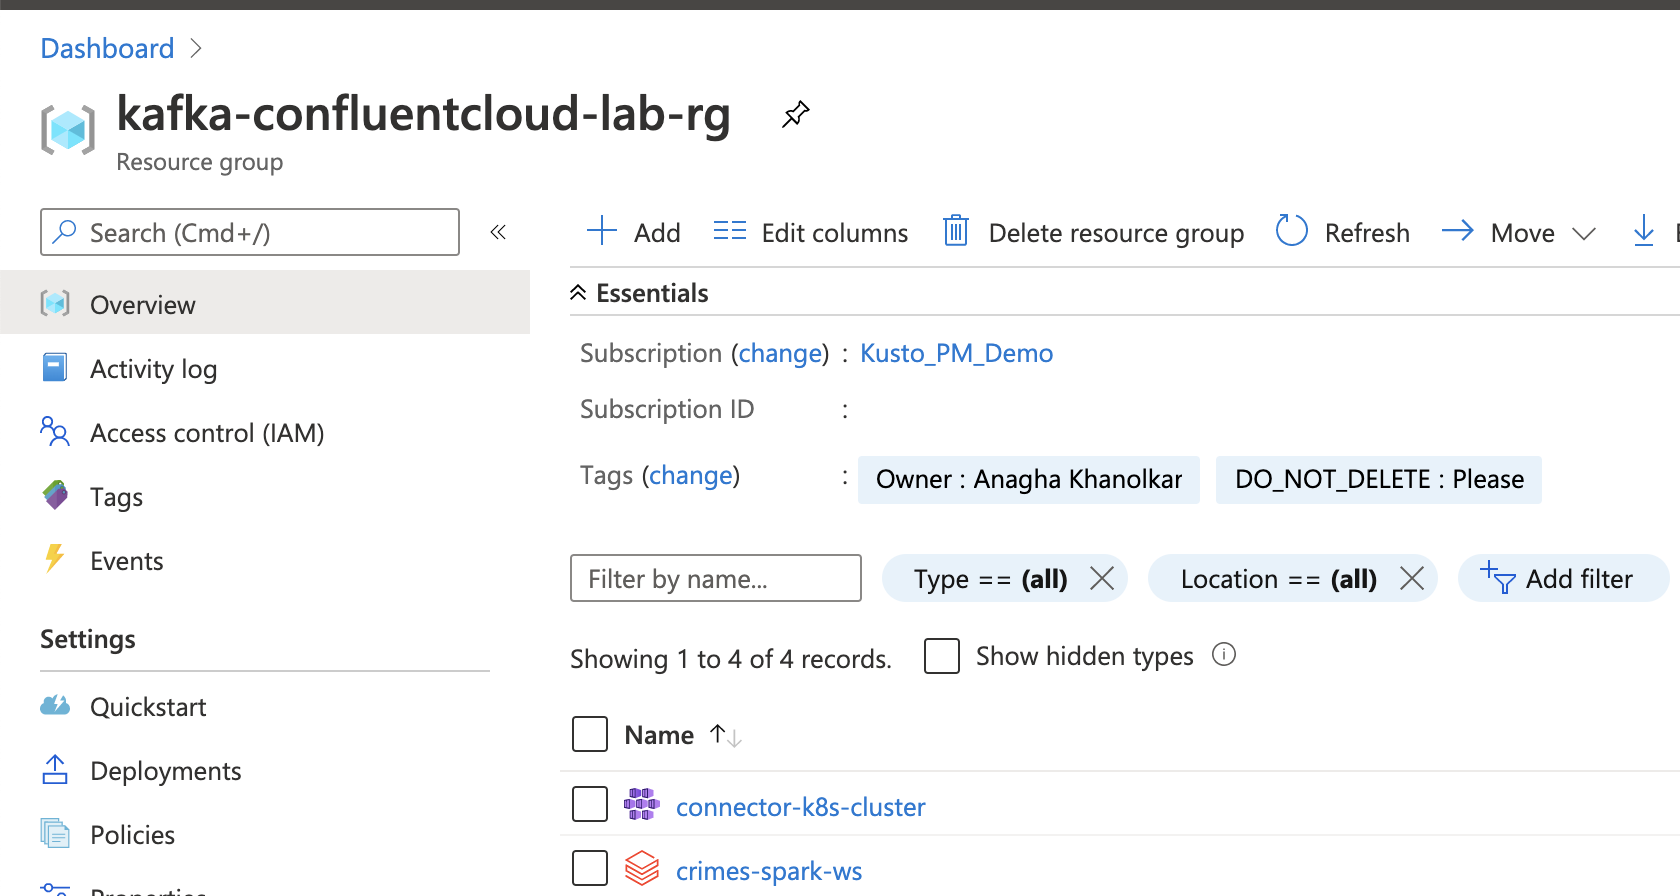 Dashboard
kafka-confluentcloud-lab-rg
Resource group
Search (Cmd+/)
Add
Edit columns
Delete resource group
Refresh
Move
Overview
Activity log
Access control (IAM)
Tags
Events
Settings
Quickstart
Deployments
Policies
Properties
Essentials
Subscription (change) : Kusto_PM_Demo
Subscription ID :
Tags (change) : Owner : Anagha Khanolkar DO_NOT_DELETE : Please
Filter by name...
Type == (all)
Location == (all)
Add filter
Showing 1 to 4 of 4 records.
Show hidden types
Name
connector-k8s-cluster
crimes-spark-ws